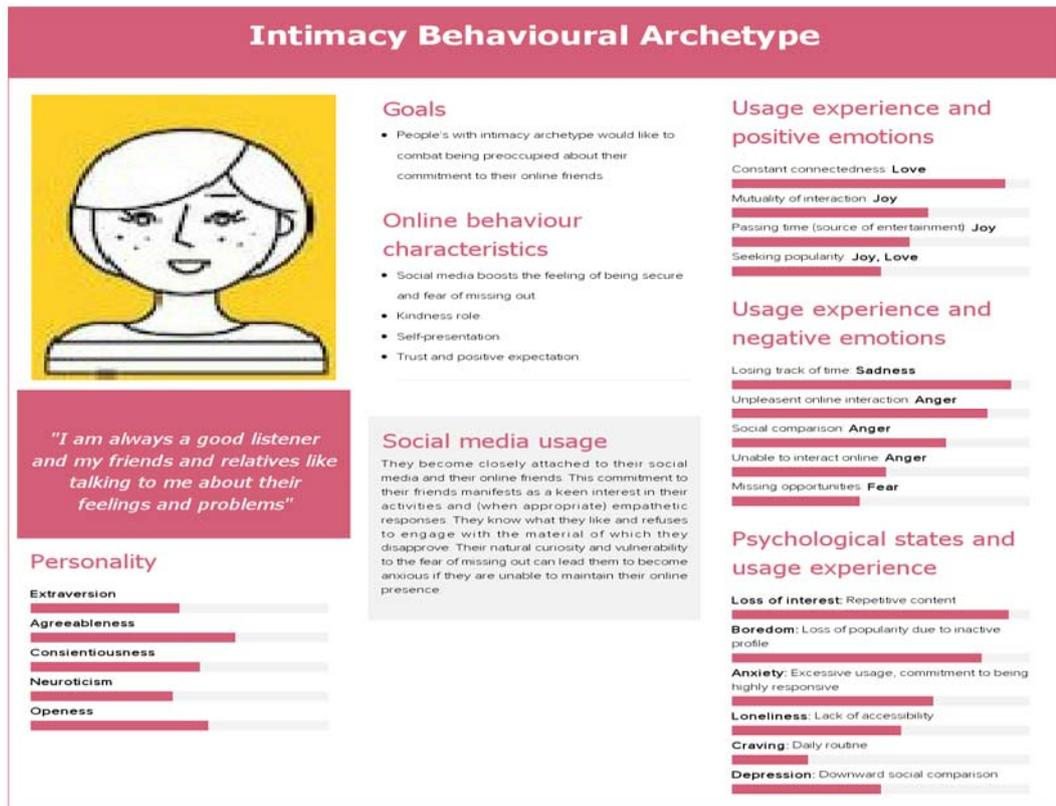 Intimacy Behavioural Archetype
"I am always a good listener
and my friends and relatives like
talking to me about their
feelings and problems"
Personality
Extraversion
Agreeableness
Consientiousness
Neuroticism
Openess
Goals
• People's with intimacy archetype would like to
combat being preoccupied about their
commitment to their online friends
Online behaviour
characteristics
• Social media boosts the feeling of being secure
and fear of missing out
• Kindness role
• Self-presentation
• Trust and positive expectation
Social media usage
They become closely attached to their social
media and their online friends. This commitment to
their friends manifests as a keen interest in their
activities and (when appropriate) empathetic
responses. They know what they like and refuses
to engage with the material of which they
disapprove. Their natural curiosity and vulnerability
to the fear of missing out can lead them to become
anxious if they are unable to maintain their online
presence.
Usage experience and
positive emotions
Constant connectedness: Love
Mutuality of interaction: Joy
Passing time (source of entertainment): Joy
Seeking popularity: Joy, Love
Usage experience and
negative emotions
Losing track of time: Sadness
Unpleasent online interaction: Anger
Social comparison: Anger
Unable to interact online: Anger
Missing opportunities: Fear
Psychological states and
usage experience
Loss of interest: Repetitive content
Boredom: Loss of popularity due to inactive
profile
Anxiety: Excessive usage, commitment to being
highly responsive
Loneliness: Lack of accessibility
Craving: Daily routine
Depression: Downward social comparison